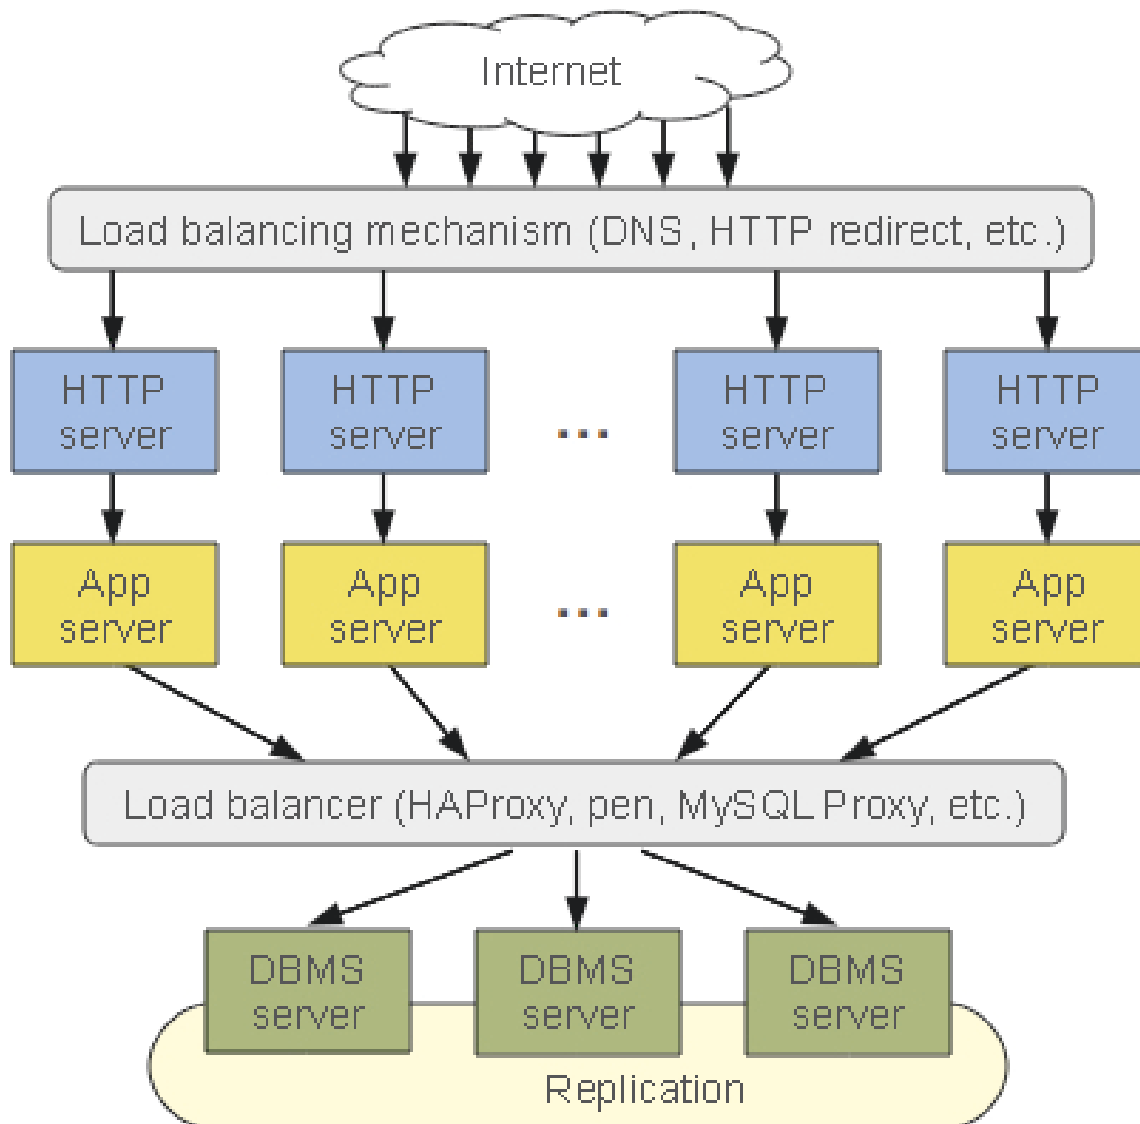 Internet
Load balancing mechanism (DNS, HTTP redirect, etc.)
HTTP
server
HTTP
server
...
HTTP
server
HTTP
server
App
server
App
server
...
App
server
App
server
Load balancer (HAProxy, pen, MySQL Proxy, etc.)
DBMS
server
DBMS
server
DBMS
server
Replication